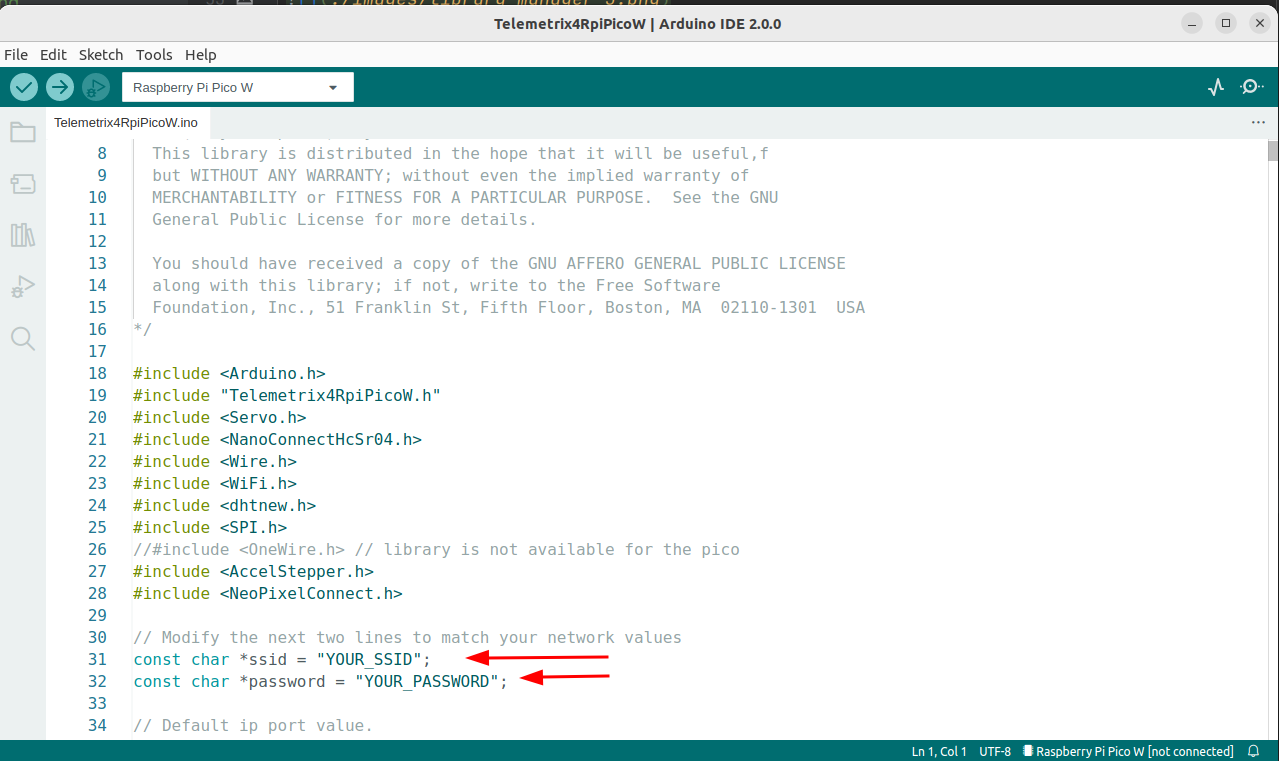 Telemetrix4RpiPicoW | Arduino IDE 2.0.0
File Edit Sketch Tools Help
Raspberry Pi Pico W
Telemetrix4RpiPicoW.ino
8 This library is distributed in the hope that it will be useful,f
9 but WITHOUT ANY WARRANTY; without even the implied warranty of
10 MERCHANTABILITY or FITNESS FOR A PARTICULAR PURPOSE.  See the GNU
11 General Public License for more details.
12
13 You should have received a copy of the GNU AFFERO GENERAL PUBLIC LICENSE
14 along with this library; if not, write to the Free Software
15 Foundation, Inc., 51 Franklin St, Fifth Floor, Boston, MA  02110-1301  USA
16 */
17
18 #include <Arduino.h>
19 #include "Telemetrix4RpiPicoW.h"
20 #include <Servo.h>
21 #include <NanoConnectHcSr04.h>
22 #include <Wire.h>
23 #include <WiFi.h>
24 #include <dhtnew.h>
25 #include <SPI.h>
26 //#include <OneWire.h> // library is not available for the pico
27 #include <AccelStepper.h>
28 #include <NeoPixelConnect.h>
29
30 // Modify the next two lines to match your network values
31 const char *ssid = "YOUR_SSID";
32 const char *password = "YOUR_PASSWORD";
33
34 // Default ip port value.
Ln 1, Col 1 UTF-8 Raspberry Pi Pico W [not connected]